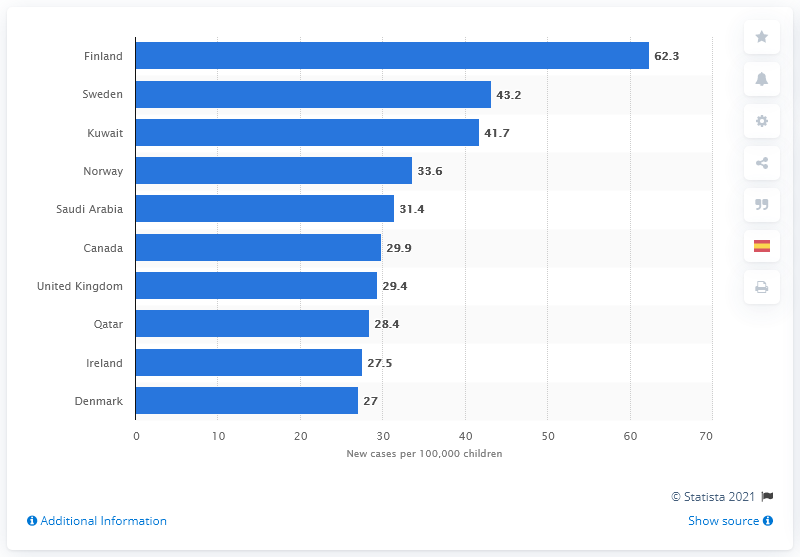 Finland 62.3
Sweden 43.2
Kuwait 41.7
Norway 33.6
Saudi Arabia 31.4
Canada 29.9
United Kingdom 29.4
Qatar 28.4
Ireland 27.5
Denmark 27
0 10 20 30 40 50 60 70
New cases per 100,000 children
© Statista 2021
Additional Information Show source